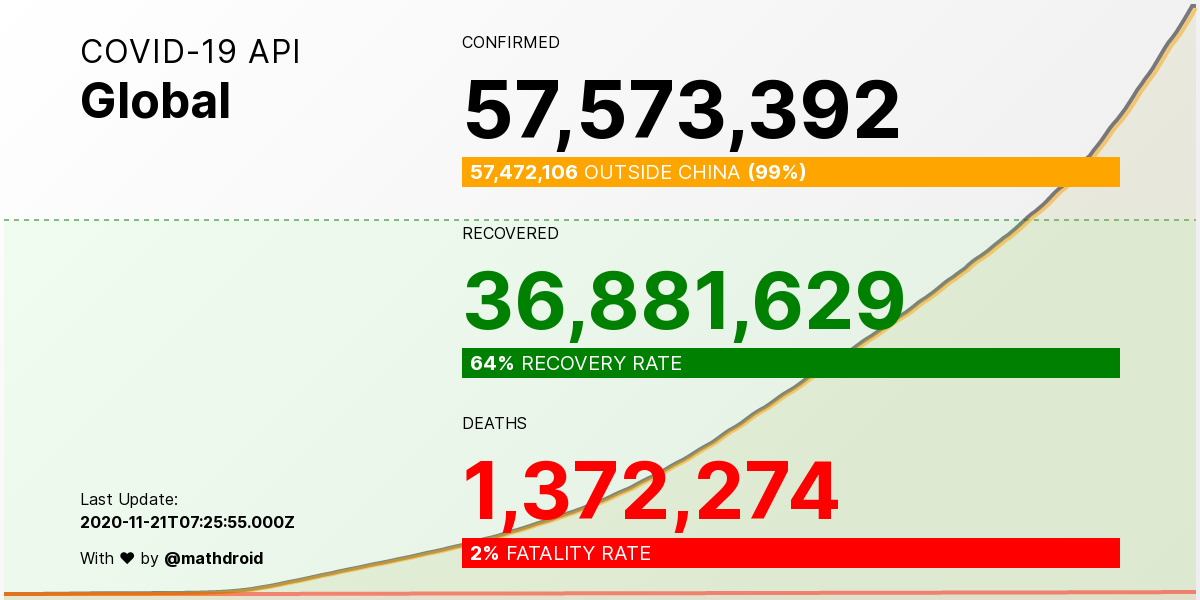 COVID-19 API
Global
CONFIRMED
57,573,392
57,472,106 OUTSIDE CHINA (99%)
RECOVERED
36,881,629
64% RECOVERY RATE
DEATHS
1,372,274
2% FATALITY RATE
Last Update:
2020-11-21T07:25:55.000Z
With ♥ by @mathdroid